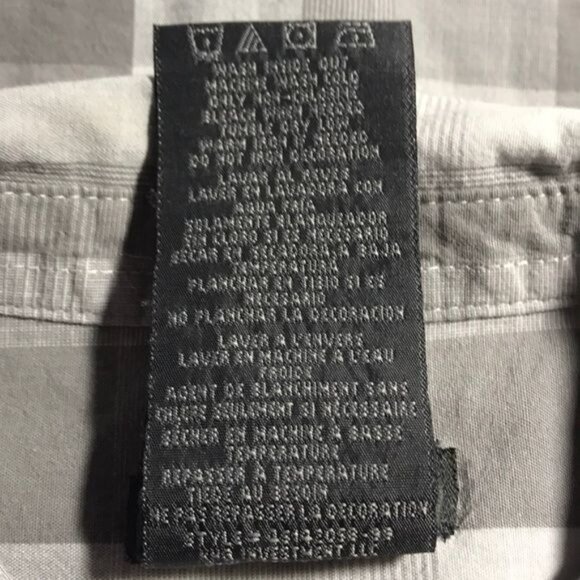 WASH INSIDE OUT
MACHINE WASH COLD
ONLY NON-CHLORINE
BLEACH WHEN NEEDED
TUMBLE DRY LOW
WARM IRON IF NEEDED
DO NOT IRON DECORATION
LAVAR AL REVES
LAVAR EN LAVADORA CON
AGUA FRIA
SOLAMENTE BLANQUEADOR
SIN CLORO SI ES NECESARIO
SECAR EN SECADORA A BAJA
TEMPERATURA
PLANCHAR EN TIBIO SI ES
NECESARIO
NO PLANCHAR LA DECORACION
LAVER A L'ENVERS
LAVER EN MACHINE A L'EAU
FROIDE
AGENT DE BLANCHIMENT SANS
CHLORE SEULEMENT SI NÉCESSAIRE
SÉCHER EN MACHINE A BASSE
TEMPERATURE
REPASSER À TEMPERATURE
TIEDE AU BESOIN
NE PAS REPASSER LA DECORATION
STYLE#
INVESTMENT LLC